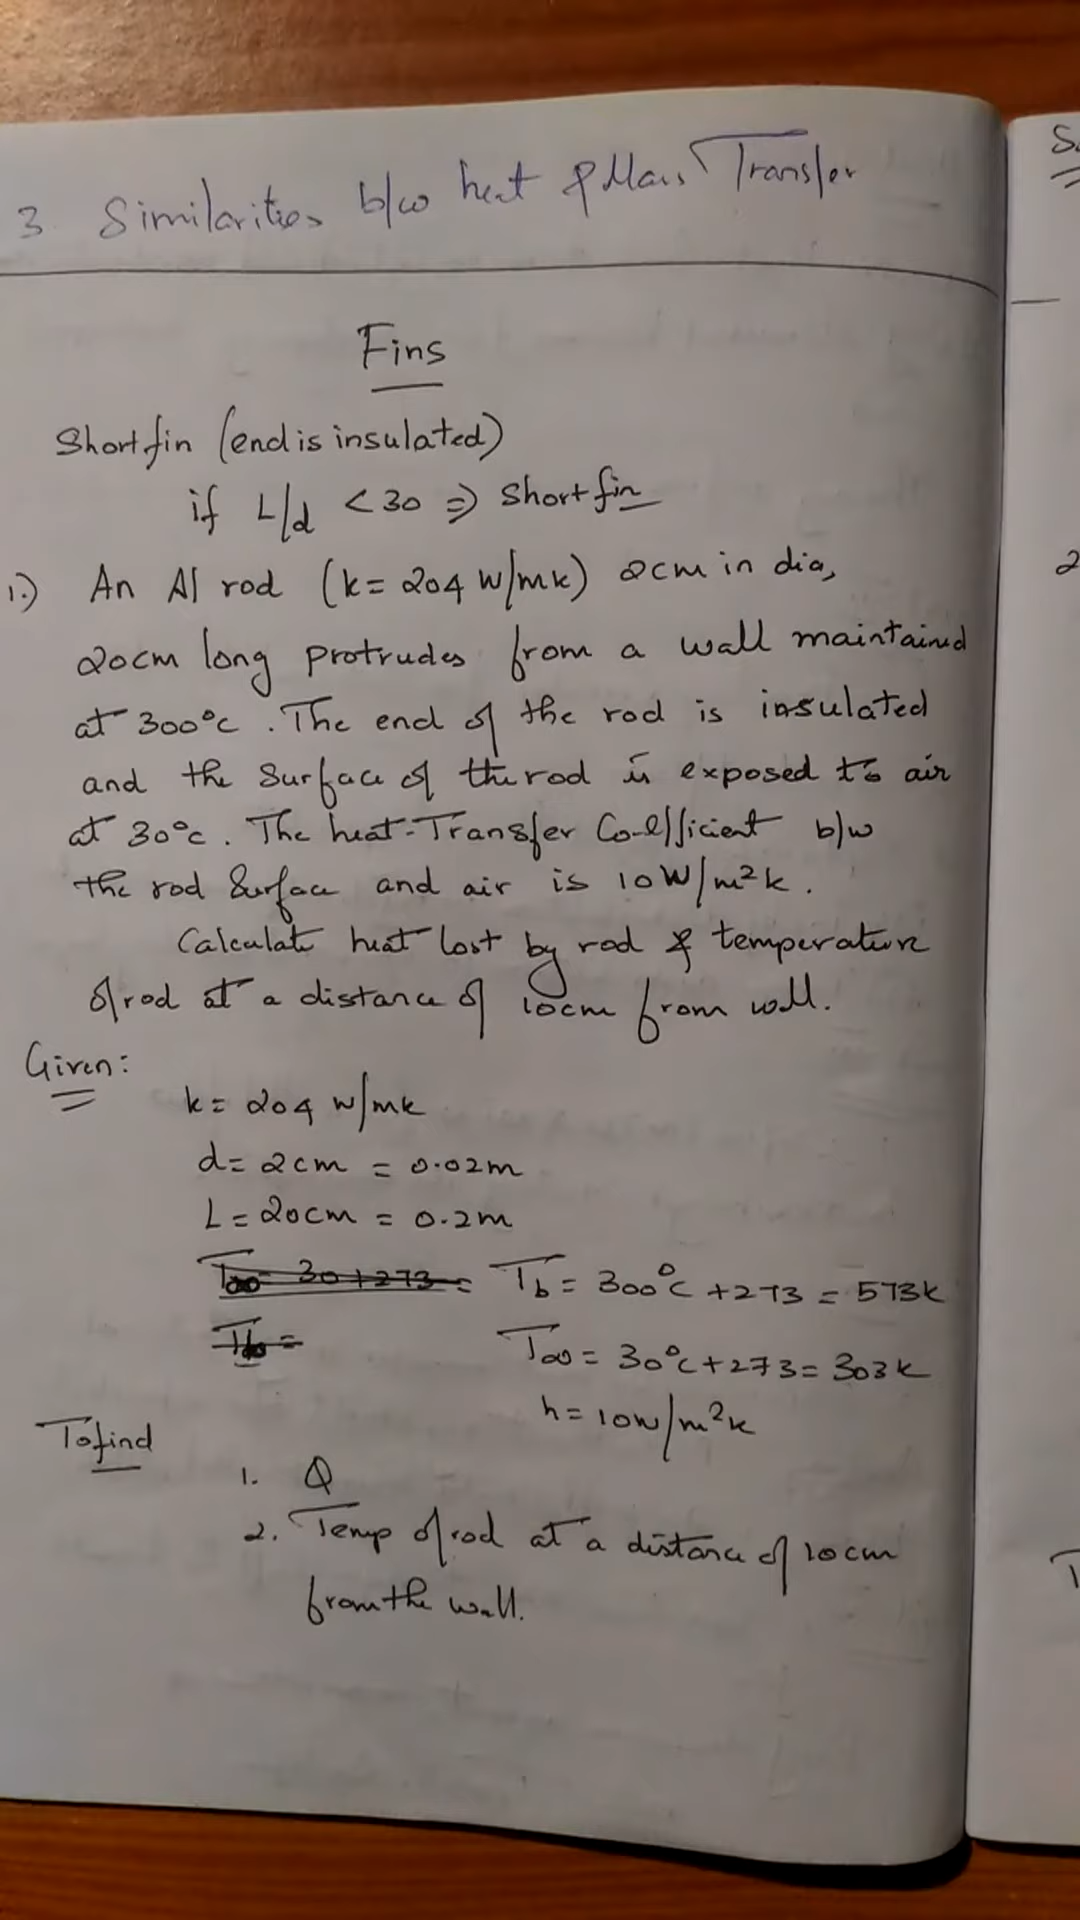 3. Similarities b/w heat & Mass Transfer
Fins
Short fin (end is insulated)
if L/d < 30 ⇒ Short fin
1.) An Al rod (k= 204 W/mk) 2cm in dia,
20cm long protrudes from a wall maintained
at 300°c. The end of the rod is insulated
and the Surface of the rod is exposed to air
at 30°c. The heat-Transfer Co-efficient b/w
the rod Surface and air is 10W/m²k.
Calculate heat lost by rod & temperature
of rod at a distance of 10cm from wall.
Given:
k= 204 W/mk
d= 2cm = 0.02m
L= 20cm = 0.2m
T∞= 30+273= Tb= 300°C +273 = 573k
T∞ = 30°c+273= 303k
h= 10w/m²k
To find
1. Q
2. Temp of rod at a distance of 10cm
from the wall.
S
2
T